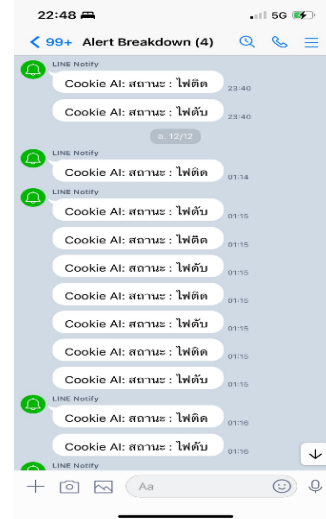 22:48 5G
99+ Alert Breakdown (4)
LINE Notify
Cookie AI: สถานะ : ไฟติด 23:40
Cookie AI: สถานะ : ไฟดับ 23:40
อ. 12/12
LINE Notify
Cookie AI: สถานะ : ไฟติด 01:14
LINE Notify
Cookie AI: สถานะ : ไฟดับ 01:15
Cookie AI: สถานะ : ไฟติด 01:15
Cookie AI: สถานะ : ไฟดับ 01:15
Cookie AI: สถานะ : ไฟติด 01:15
Cookie AI: สถานะ : ไฟดับ 01:15
Cookie AI: สถานะ : ไฟติด 01:15
Cookie AI: สถานะ : ไฟดับ 01:15
LINE Notify
Cookie AI: สถานะ : ไฟติด 01:16
Cookie AI: สถานะ : ไฟดับ 01:16
LINE Notify
Aa